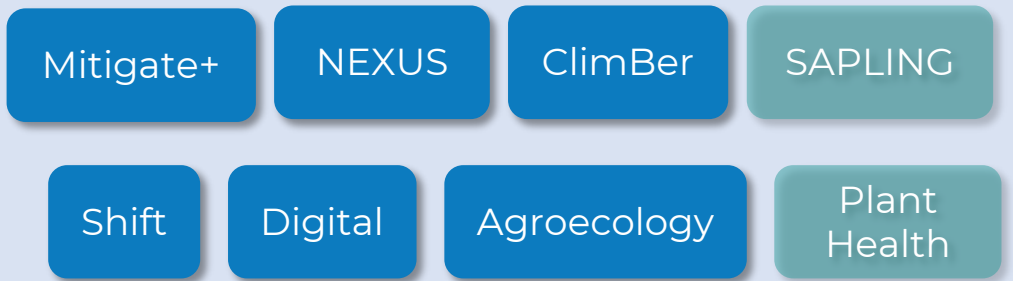 Mitigate+
NEXUS
ClimBer
SAPLING
Shift
Digital
Agroecology
Plant
Health